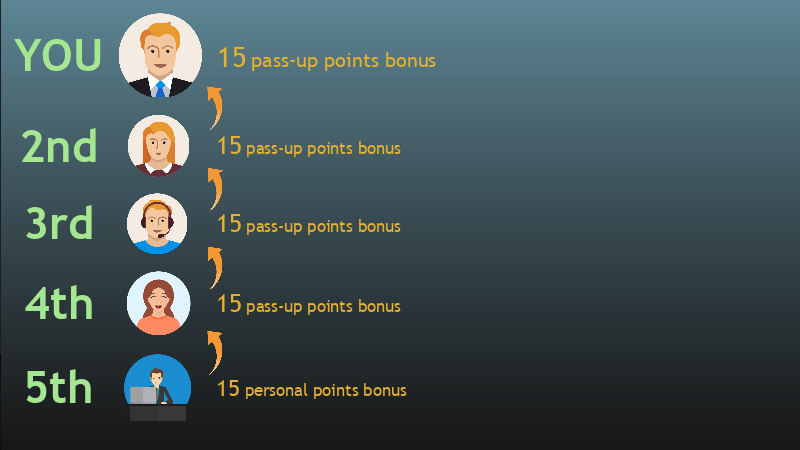 YOU 15 pass-up points bonus
2nd 15 pass-up points bonus
3rd 15 pass-up points bonus
4th 15 pass-up points bonus
5th 15 personal points bonus